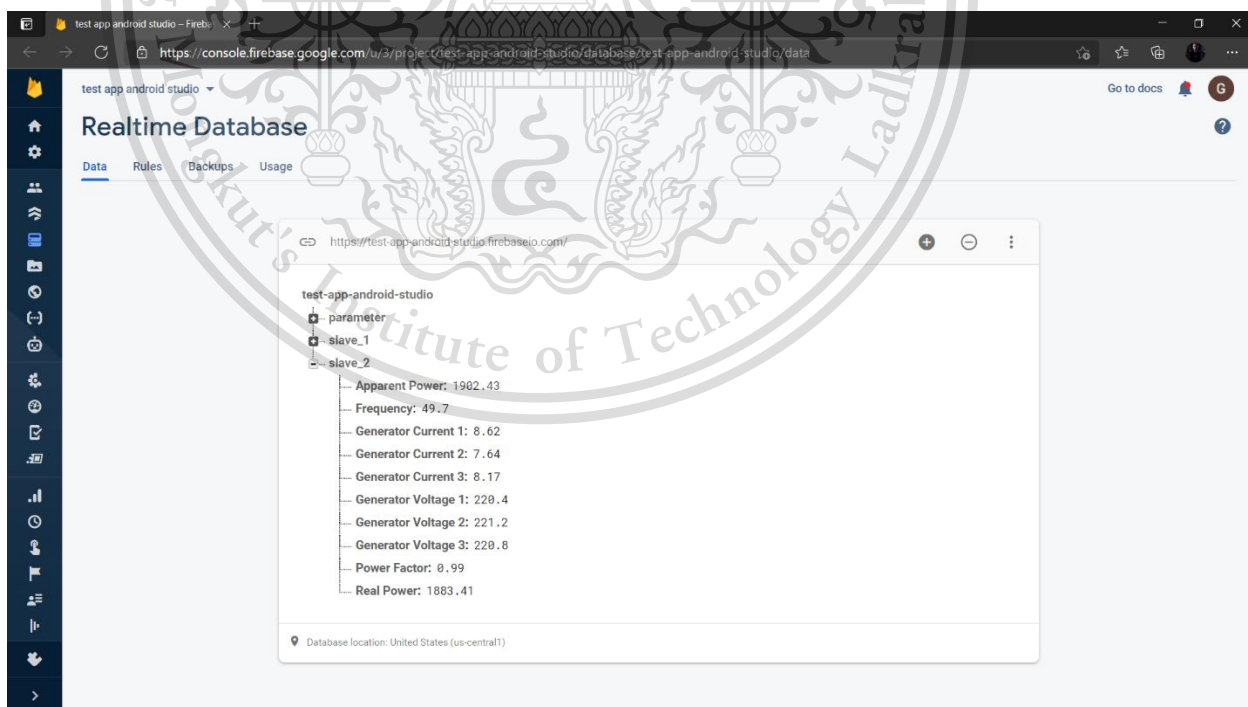 test app android studio – Fireba
https://console.firebase.google.com/u/3/project/test-app-android-studio/database/test-app-android-studio/data
test app android studio
Go to docs
G
Realtime Database
Data Rules Backups Usage
https://test-app-android-studio.firebaseio.com/
test-app-android-studio
parameter
slave_1
slave_2
Apparent Power: 1902.43
Frequency: 49.7
Generator Current 1: 8.62
Generator Current 2: 7.64
Generator Current 3: 8.17
Generator Voltage 1: 220.4
Generator Voltage 2: 221.2
Generator Voltage 3: 220.8
Power Factor: 0.99
Real Power: 1883.41
Database location: United States (us-central1)
Mongkut's Institute of Technology Ladkra